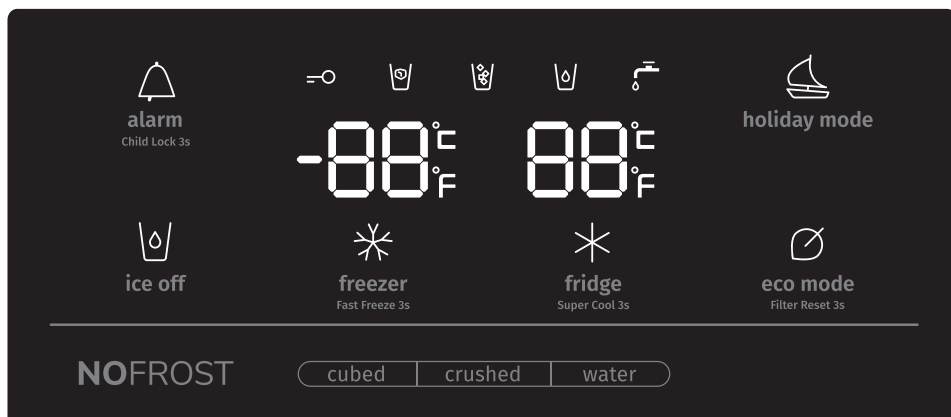 alarm
Child Lock 3s
-88°C °F
88°C °F
holiday mode
ice off
freezer
Fast Freeze 3s
fridge
Super Cool 3s
eco mode
Filter Reset 3s
NOFROST
cubed
crushed
water